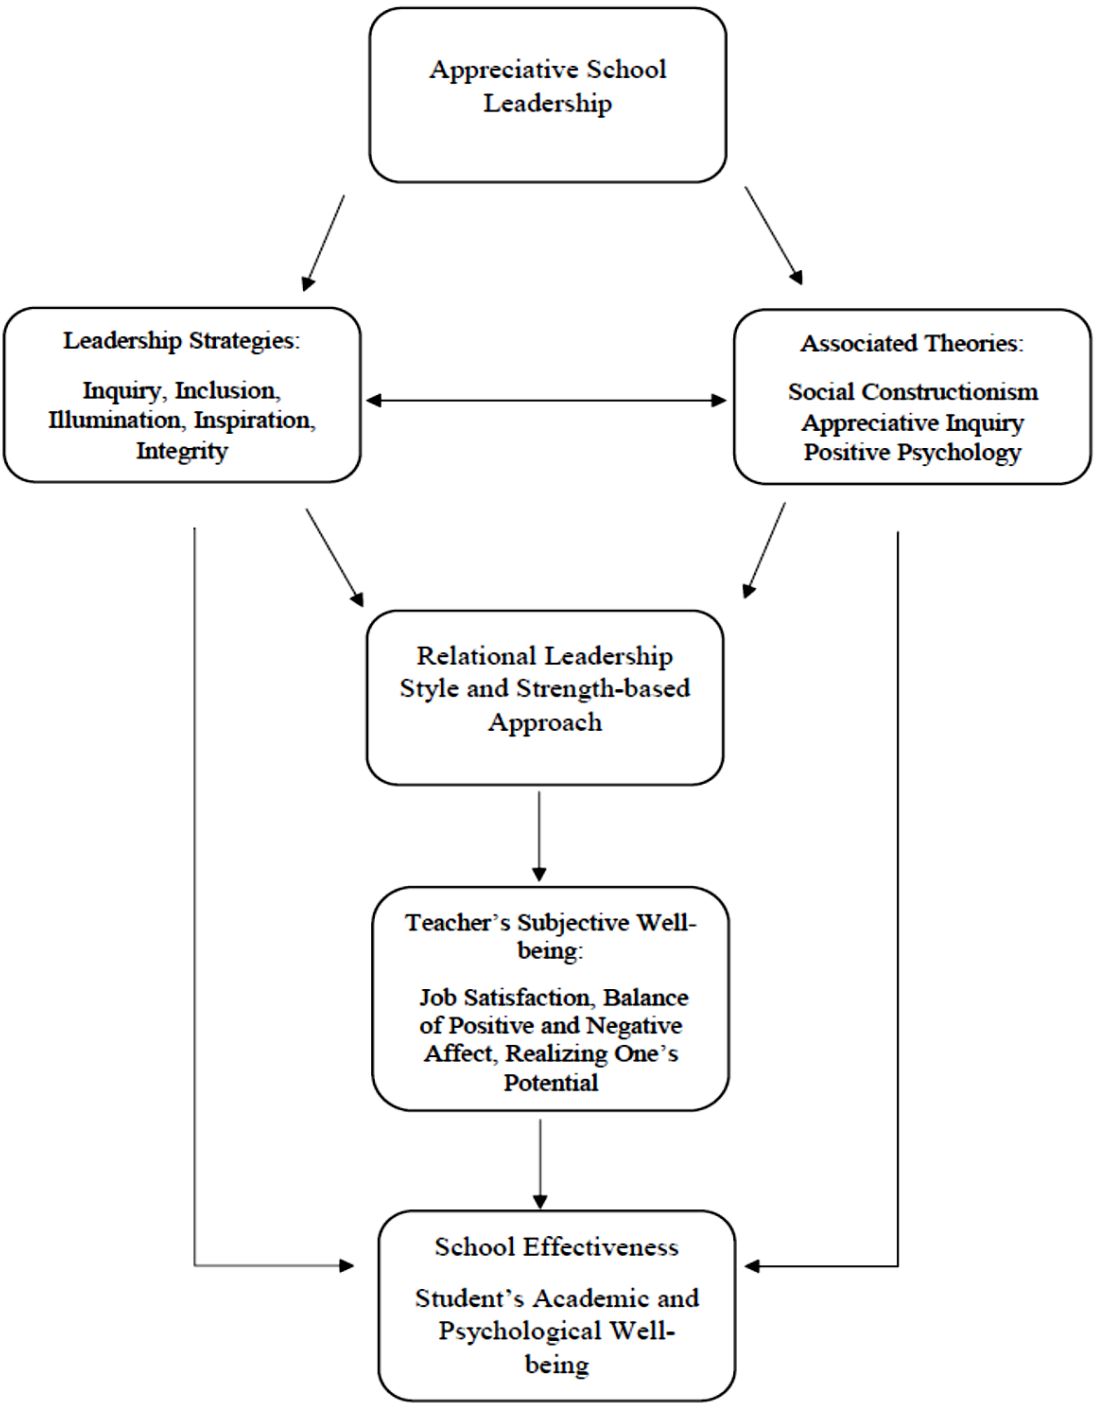 Appreciative School
Leadership
Leadership Strategies:
Inquiry, Inclusion,
Illumination, Inspiration,
Integrity
Associated Theories:
Social Constructionism
Appreciative Inquiry
Positive Psychology
Relational Leadership
Style and Strength-based
Approach
Teacher’s Subjective Well-
being:
Job Satisfaction, Balance
of Positive and Negative
Affect, Realizing One’s
Potential
School Effectiveness
Student’s Academic and
Psychological Well-
being